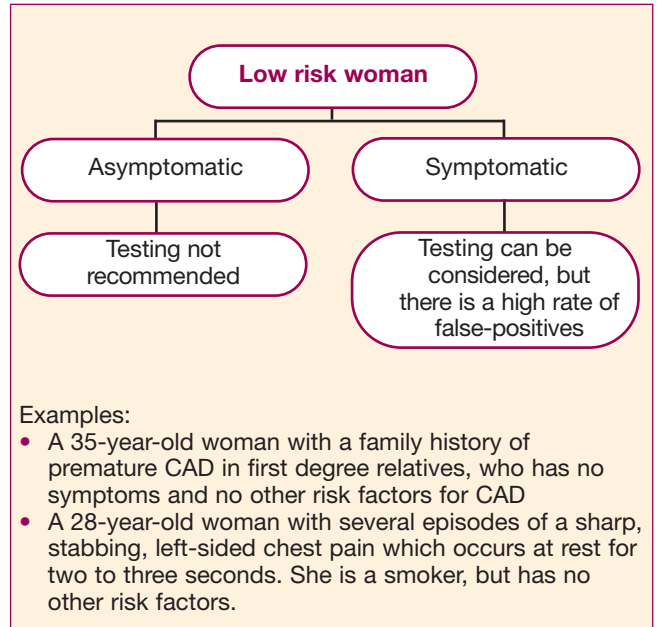 Low risk woman
Asymptomatic
Symptomatic
Testing not
recommended
Testing can be
considered, but
there is a high rate of
false-positives
Examples:
• A 35-year-old woman with a family history of
premature CAD in first degree relatives, who has no
symptoms and no other risk factors for CAD
• A 28-year-old woman with several episodes of a sharp,
stabbing, left-sided chest pain which occurs at rest for
two to three seconds. She is a smoker, but has no
other risk factors.